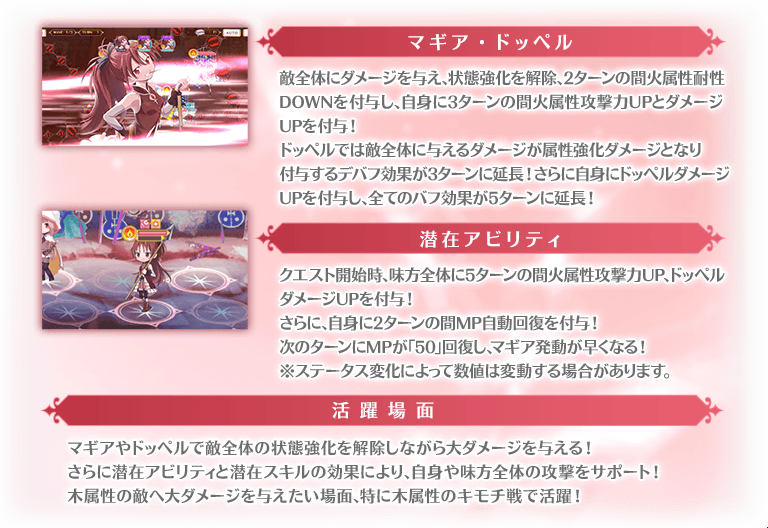 マギア・ドッペル
敵全体にダメージを与え、状態強化を解除、2ターンの間火属性耐性
DOWNを付与し、自身に3ターンの間火属性攻撃力UPとダメージ
UPを付与！
ドッペルでは敵全体に与えるダメージが属性強化ダメージとなり
付与するデバフ効果が3ターンに延長！さらに自身にドッペルダメージ
UPを付与し、全てのバフ効果が5ターンに延長！
潜在アビリティ
クエスト開始時、味方全体に5ターンの間火属性攻撃力UP、ドッペル
ダメージUPを付与！
さらに、自身に2ターンの間MP自動回復を付与！
次のターンにMPが「50」回復し、マギア発動が早くなる！
※ステータス変化によって数値は変動する場合があります。
活躍場面
マギアやドッペルで敵全体の状態強化を解除しながら大ダメージを与える！
さらに潜在アビリティと潜在スキルの効果により、自身や味方全体の攻撃をサポート！
木属性の敵へ大ダメージを与えたい場面、特に木属性のキモチ戦で活躍！